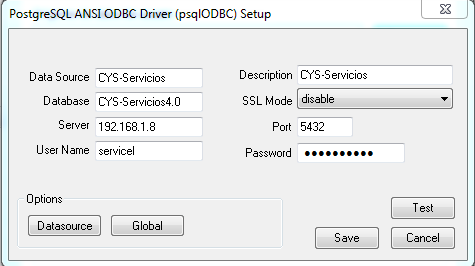 PostgreSQL ANSI ODBC Driver (psqlODBC) Setup
Data Source CYS-Servicios Description CYS-Servicios
Database CYS-Servicios4.0 SSL Mode disable
Server 192.168.1.8 Port 5432
User Name servicel Password ●●●●●●●●●●
Options
Datasource Global
Test
Save Cancel